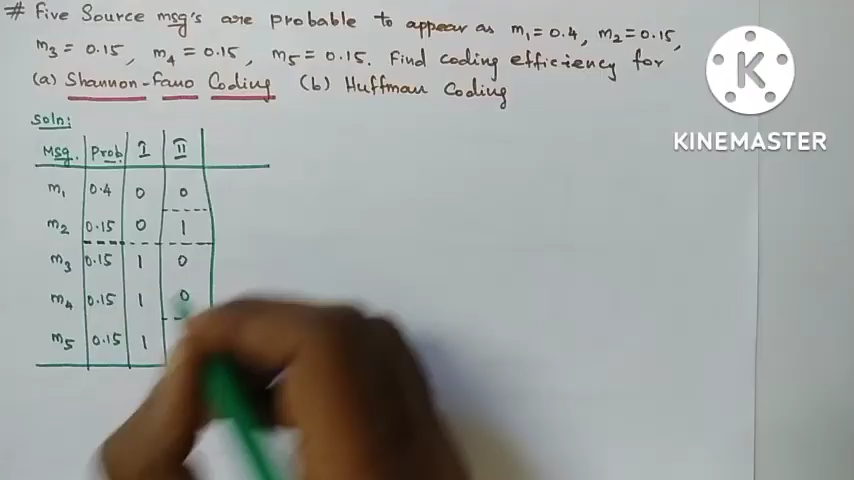 # Five Source msg's are probable to appear as m₁ = 0.4, m₂ = 0.15,
m₃ = 0.15, m₄ = 0.15, m₅ = 0.15. Find coding efficiency for
(a) Shannon-Fano Coding (b) Huffman Coding
K
KINEMASTER
Soln:
Msg. Prob I II
m₁ 0.4 0 0
m₂ 0.15 0 1
m₃ 0.15 1 0
m₄ 0.15 1 0
m₅ 0.15 1